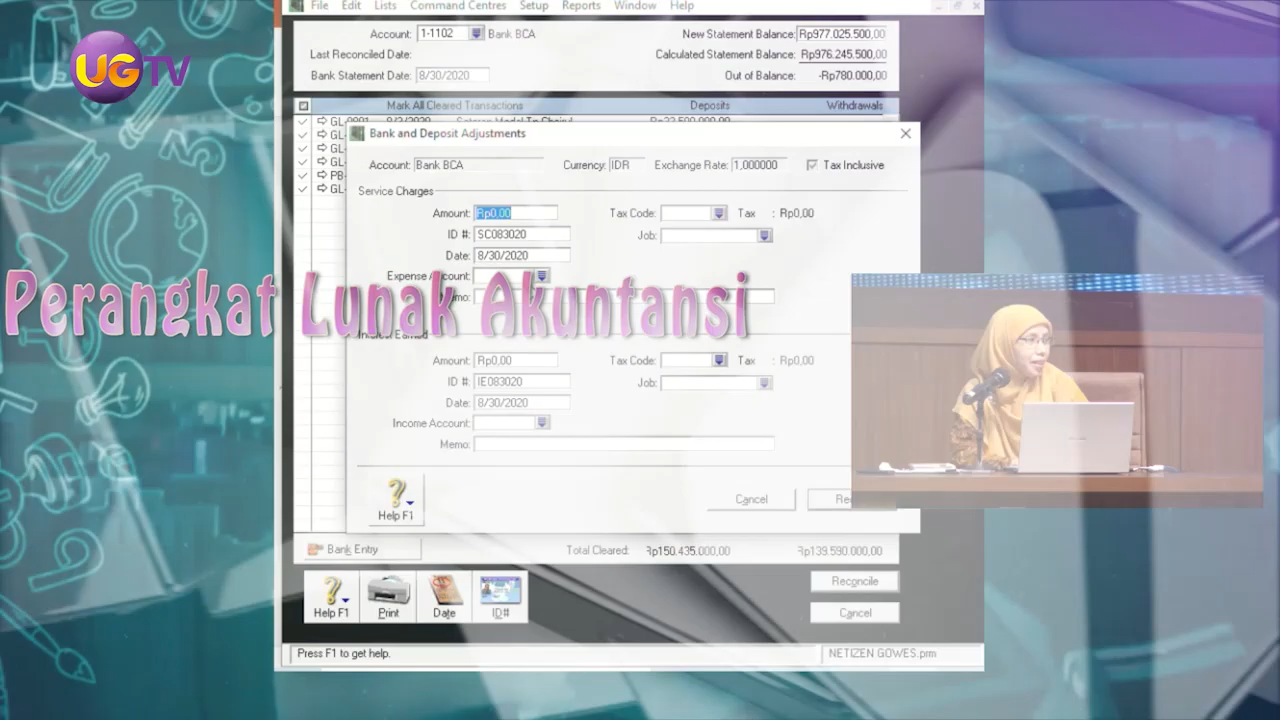 File Edit Lists Command Centres Setup Reports Window Help
Account: 1-1102 Bank BCA
New Statement Balance: Rp977.025.500,00
Last Reconciled Date:
Calculated Statement Balance: Rp976.245.500,00
Bank Statement Date: 8/30/2020
Out of Balance: -Rp780.000,00
UGTV
Mark All Cleared Transactions Deposits Withdrawals
Bank and Deposit Adjustments
Account: Bank BCA Currency: IDR Exchange Rate: 1,000000 Tax Inclusive
Service Charges
Amount: Rp0,00 Tax Code: Tax : Rp0,00
ID #: SC083020 Job:
Date: 8/30/2020
Expense Account:
Perangkat Lunak Akuntansi
Amount: Rp0,00 Tax Code: Tax : Rp0,00
ID #: IE083020 Job:
Date: 8/30/2020
Income Account:
Memo:
Cancel
Help F1
Bank Entry Total Cleared: Rp150.435.000,00 Rp139.590.000,00
Help F1 Print Date ID#
Reconcile
Cancel
Press F1 to get help. NETIZEN GOWES.prm